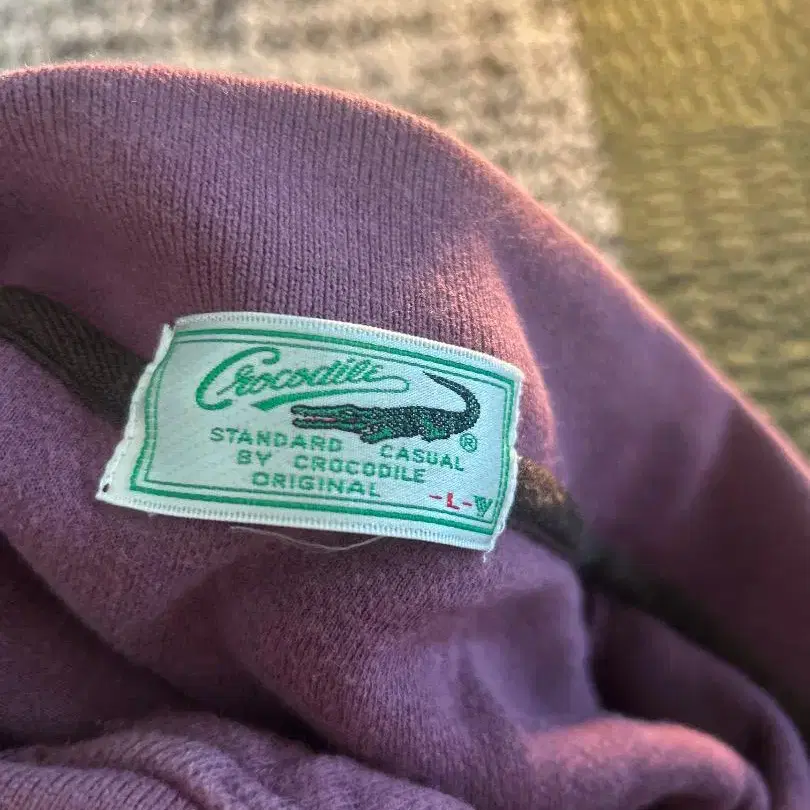 Crocodile
®
STANDARD CASUAL
BY CROCODILE
ORIGINAL
-L-